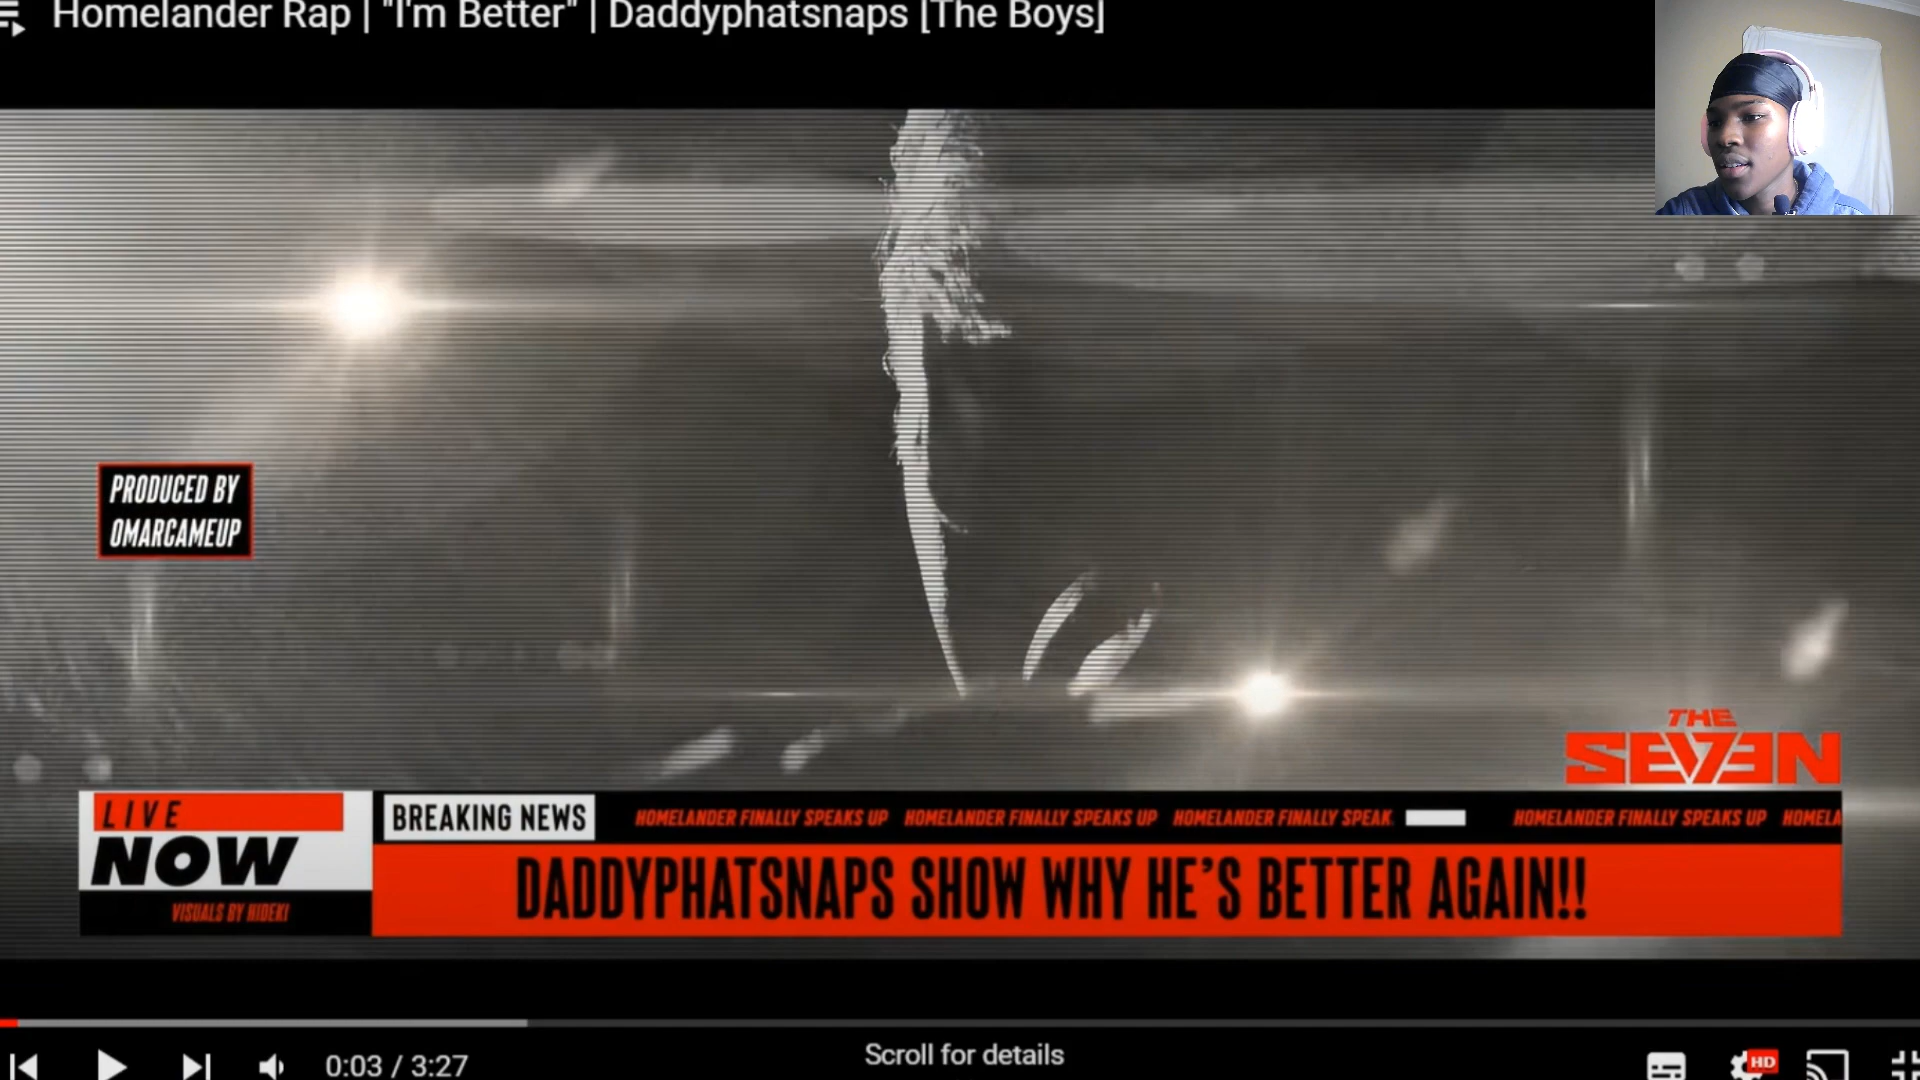 Homelander Rap | "I'm Better" | Daddyphatsnaps [The Boys]
PRODUCED BY
OMARCAMEUP
THE
SEVEN
LIVE
NOW
VISUALS BY HIDEKI
BREAKING NEWS
HOMELANDER FINALLY SPEAKS UP HOMELANDER FINALLY SPEAKS UP HOMELANDER FINALLY SPEAK HOMELANDER FINALLY SPEAKS UP HOMELA
DADDYPHATSNAPS SHOW WHY HE'S BETTER AGAIN!!
0:03 / 3:27
Scroll for details
HD